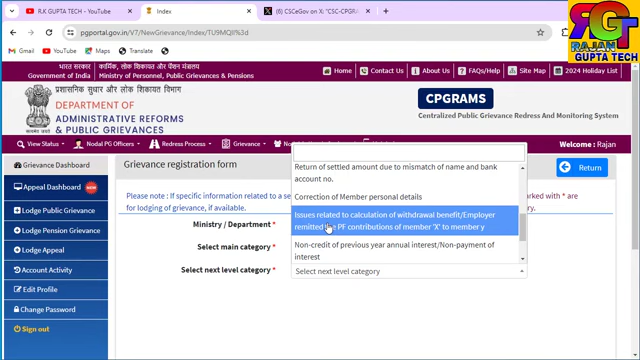 R.K GUPTA TECH - YouTube
Index
(6) CSCeGov on X: "CSC-CPGRAM
pgportal.gov.in/V7/NewGrievance/Index/TU9MQII%3d
Gmail
YouTube
Maps
Translate
RGT
RAJAN
GUPTA TECH
भारत सरकार
Government of India
कार्मिक, लोक शिकायत और पेंशन मंत्रालय
Ministry of Personnel, Public Grievances & Pensions
Home
Contact Us
About Us
FAQs/Help
Site Map
2024 Holiday List
प्रशासनिक सुधार और लोक शिकायत विभाग
DEPARTMENT OF
ADMINISTRATIVE REFORMS
& PUBLIC GRIEVANCES
CPGRAMS
Centralized Public Grievance Redress And Monitoring System
View Status
Nodal PG Officers
Redress Process
Grievance
Welcome : Rajan
Grievance Dashboard
Appeal Dashboard
Lodge Public Grievance
Lodge Pension Grievance
Lodge Appeal
Account Activity
Edit Profile
Change Password
Sign out
Grievance registration form
Return
Please note : If specific information related to a se
for lodging of grievance, if available.
arked with * are
Ministry / Department *
Select main category *
Select next level category *
Return of settled amount due to mismatch of name and bank
account no.
Correction of Member personal details
Issues related to calculation of withdrawal benefit/Employer
remitted the PF contributions of member 'X' to member y
Non-credit of previous year annual interest/Non-payment of
interest
Select next level category